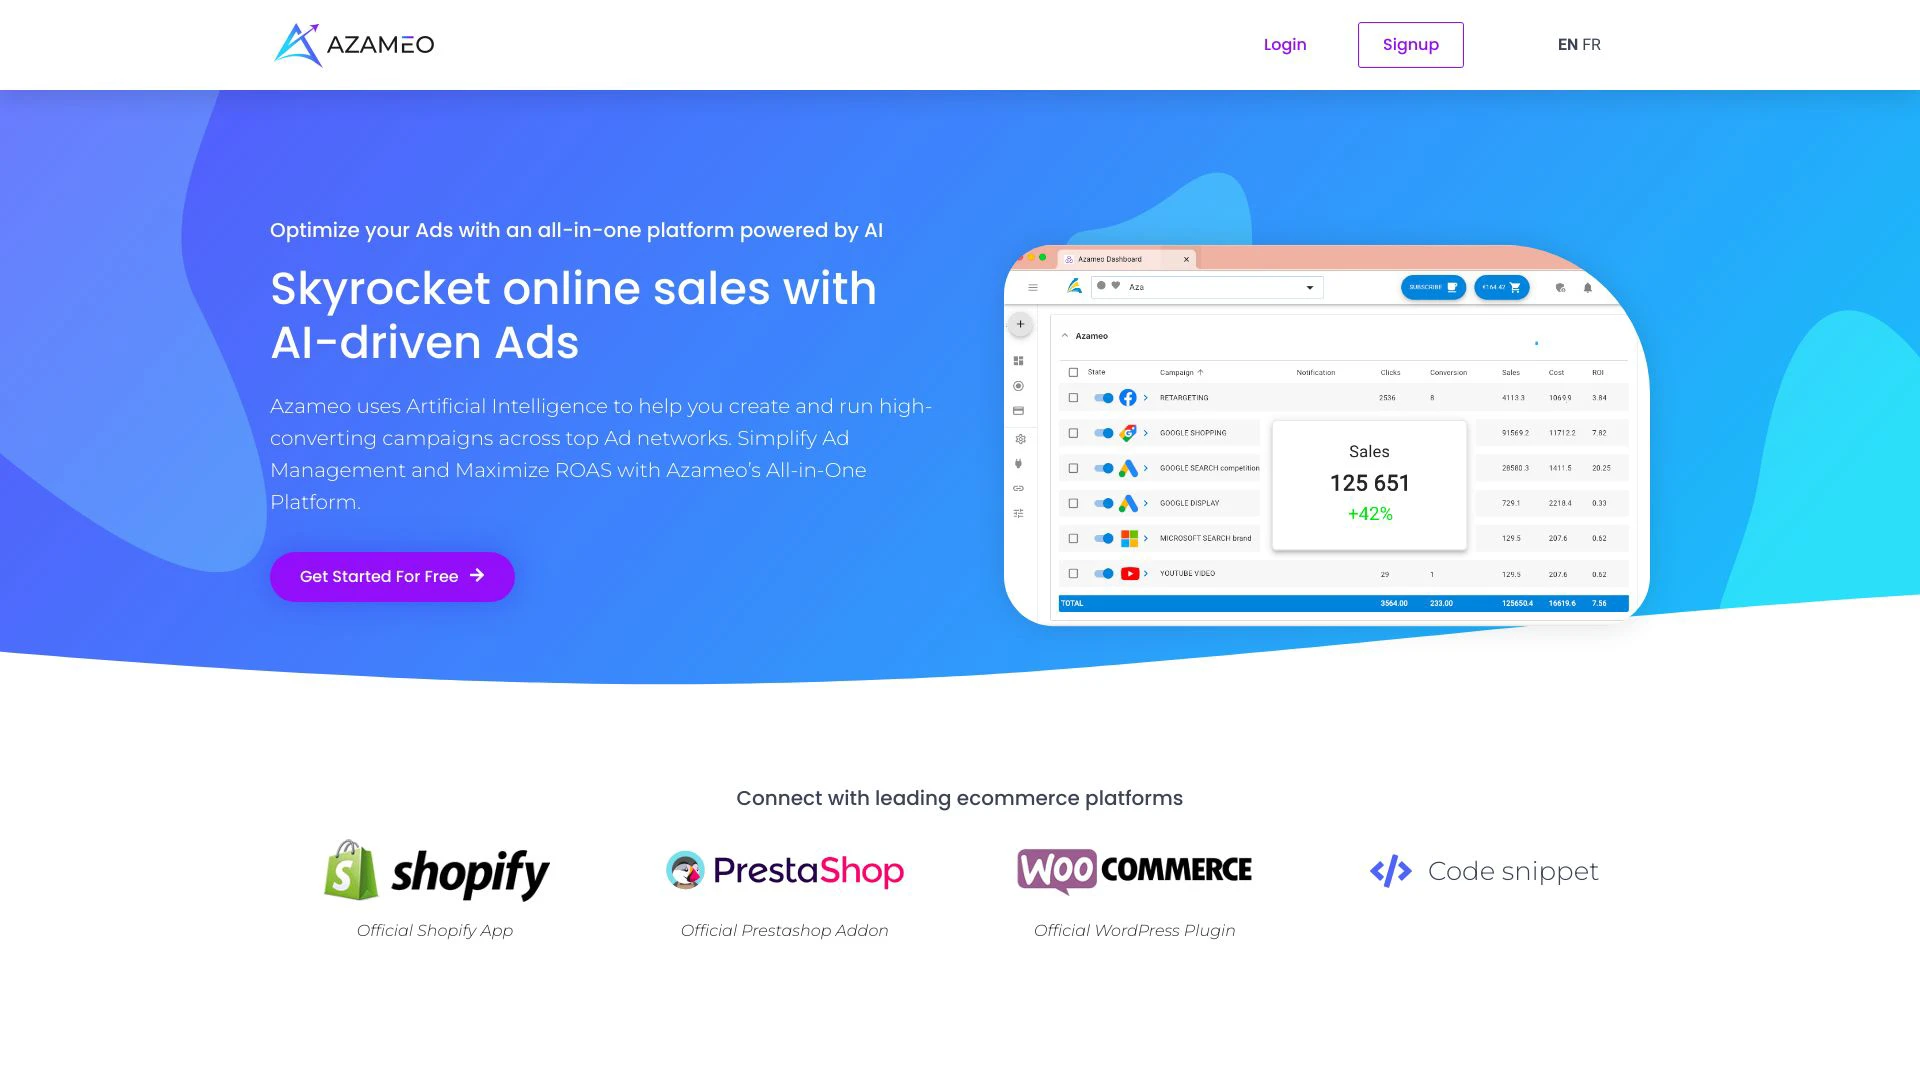 AZAMEO
Login
Signup
EN FR
Optimize your Ads with an all-in-one platform powered by AI
Skyrocket online sales with
AI-driven Ads
Azameo uses Artificial Intelligence to help you create and run high-
converting campaigns across top Ad networks. Simplify Ad
Management and Maximize ROAS with Azameo’s All-in-One
Platform.
Get Started For Free
Azameo Dashboard
Aza
SUBSCRIBE
€164.42
Azameo
State Campaign Notification Clicks Conversion Sales Cost ROI
RETARGETING 2536 8 4113.3 1069.9 3.84
GOOGLE SHOPPING 91569.2 11712.2 7.82
GOOGLE SEARCH competition 28580.3 1411.5 20.25
GOOGLE DISPLAY 729.1 2218.4 0.33
MICROSOFT SEARCH brand 129.5 207.6 0.62
YOUTUBE VIDEO 29 1 129.5 207.6 0.62
TOTAL 3564.00 233.00 125650.4 16619.6 7.56
Sales
125 651
+42%
Connect with leading ecommerce platforms
shopify
PrestaShop
WOO COMMERCE
Code snippet
Official Shopify App
Official Prestashop Addon
Official WordPress Plugin